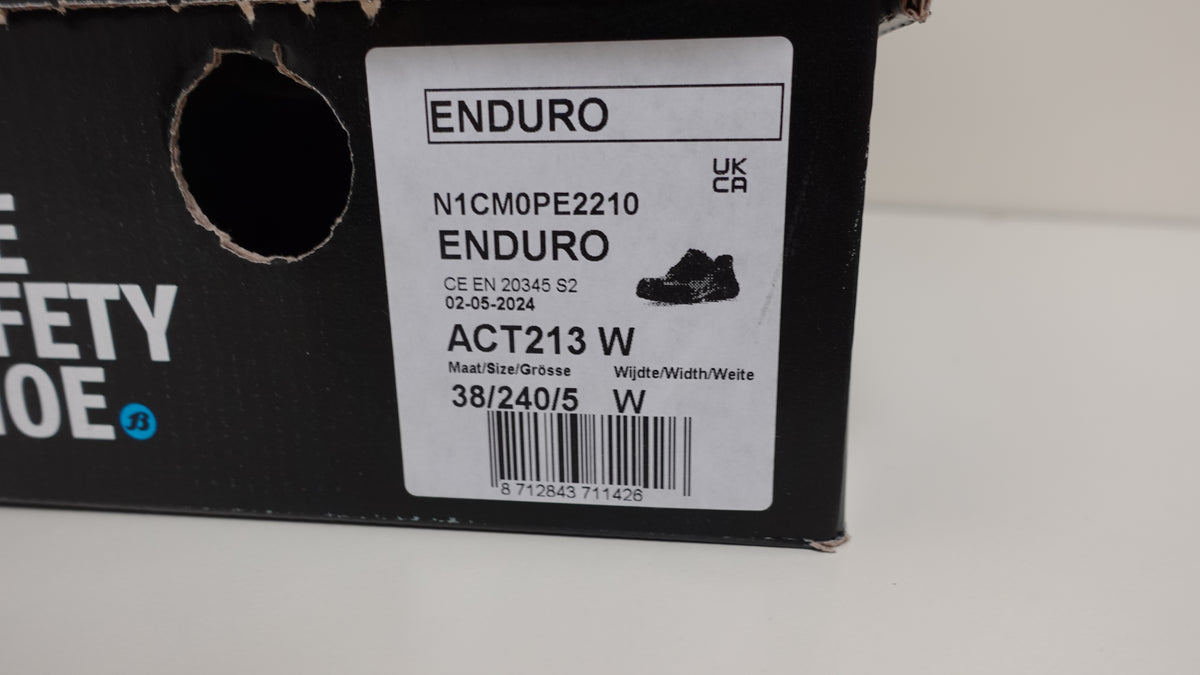 ENDURO
UK
CA
N1CM0PE2210
ENDURO
CE EN 20345 S2
02-05-2024
ACT213 W
Maat/Size/Grösse Wijdte/Width/Weite
38/240/5 W
8 712843 711426
E
FETY
OE
B